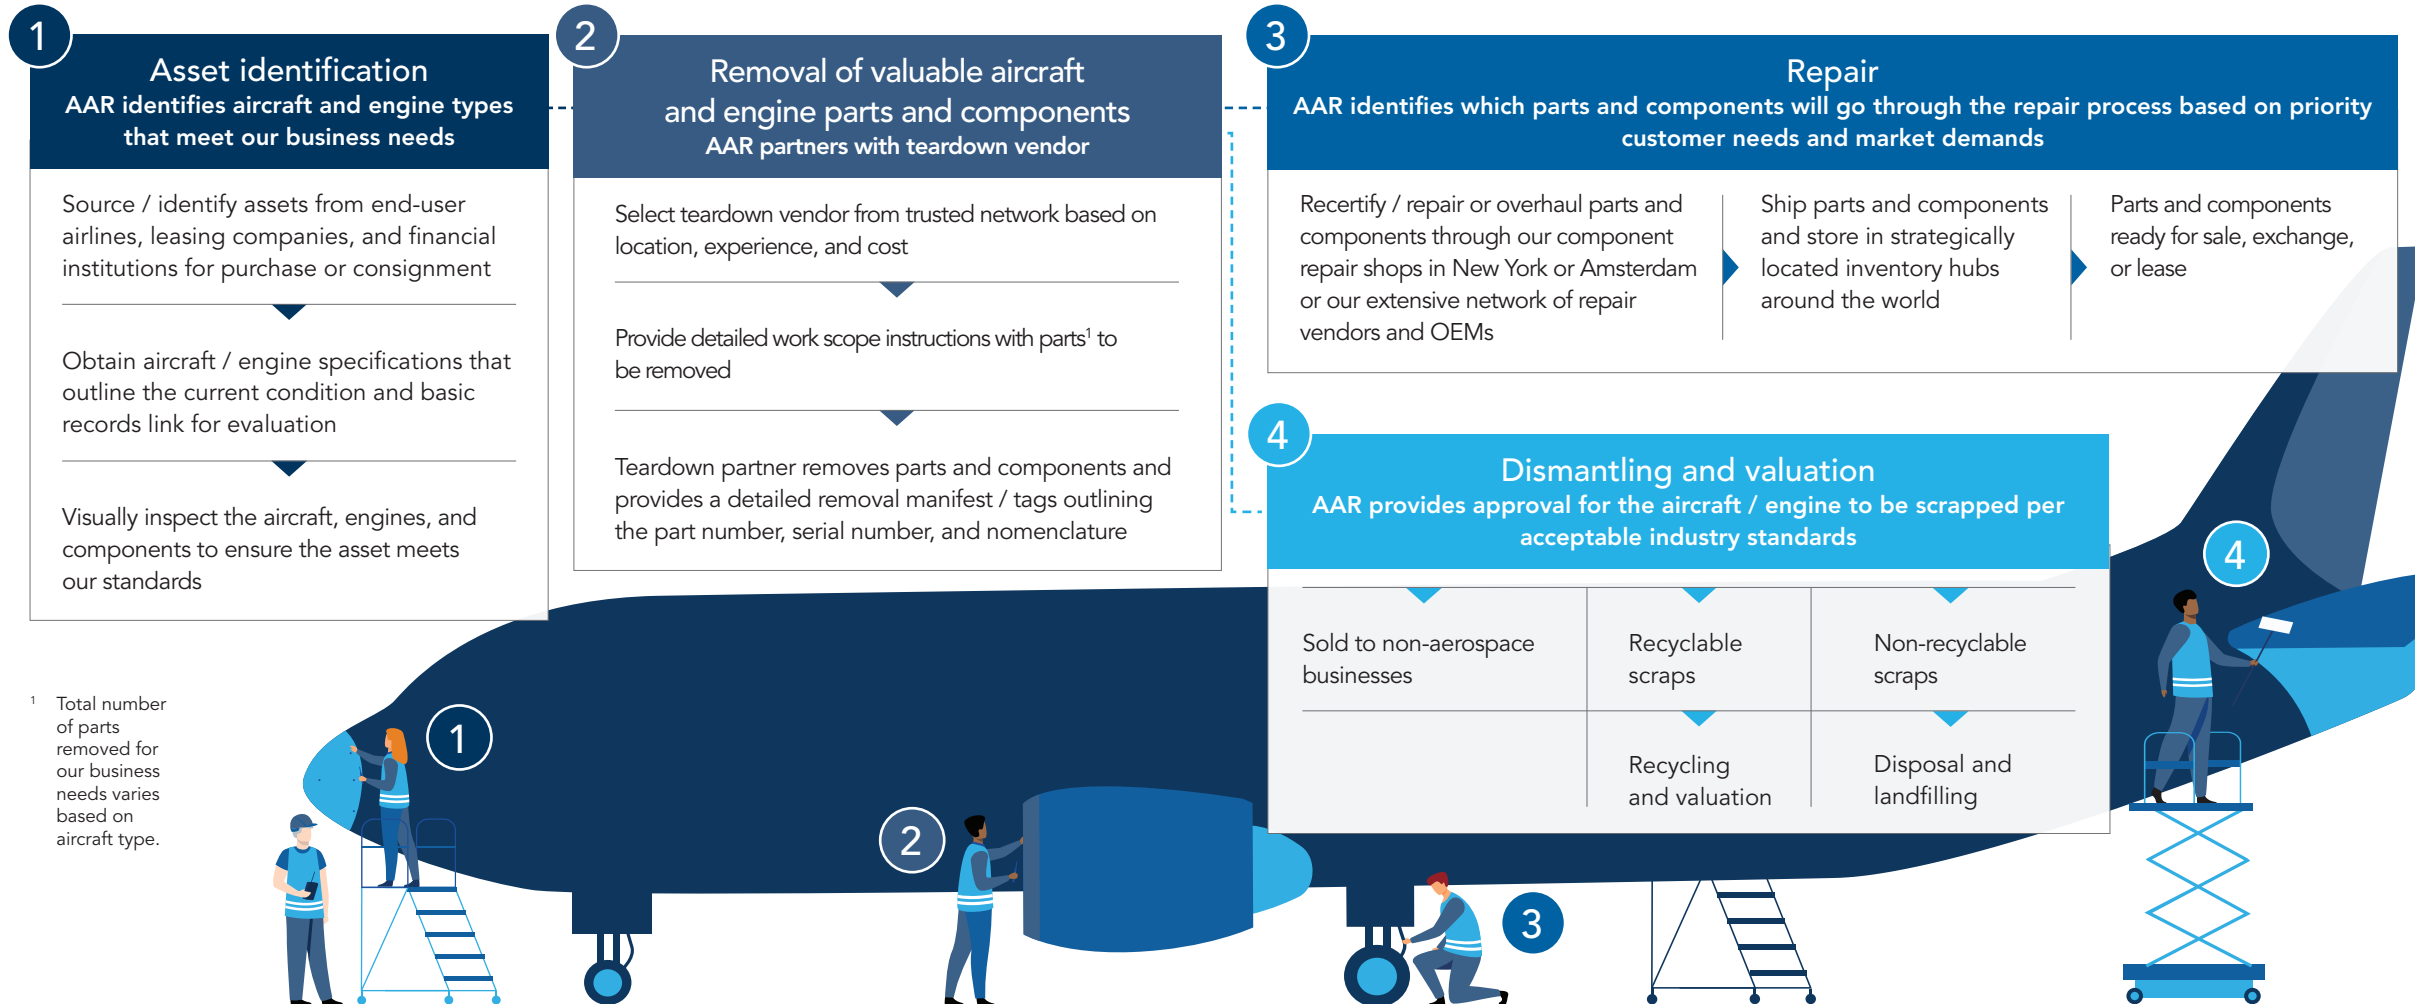 1
Asset identification
AAR identifies aircraft and engine types
that meet our business needs
Source / identify assets from end-user
airlines, leasing companies, and financial
institutions for purchase or consignment
Obtain aircraft / engine specifications that
outline the current condition and basic
records link for evaluation
Visually inspect the aircraft, engines, and
components to ensure the asset meets
our standards
2
Removal of valuable aircraft
and engine parts and components
AAR partners with teardown vendor
Select teardown vendor from trusted network based on
location, experience, and cost
Provide detailed work scope instructions with parts¹ to
be removed
Teardown partner removes parts and components and
provides a detailed removal manifest / tags outlining
the part number, serial number, and nomenclature
3
Repair
AAR identifies which parts and components will go through the repair process based on priority
customer needs and market demands
Recertify / repair or overhaul parts and
components through our component
repair shops in New York or Amsterdam
or our extensive network of repair
vendors and OEMs
Ship parts and components
and store in strategically
located inventory hubs
around the world
Parts and components
ready for sale, exchange,
or lease
4
Dismantling and valuation
AAR provides approval for the aircraft / engine to be scrapped per
acceptable industry standards
Sold to non-aerospace
businesses
Recyclable
scraps
Non-recyclable
scraps
Recycling
and valuation
Disposal and
landfilling
¹ Total number
of parts
removed for
our business
needs varies
based on
aircraft type.
1
2
3
4